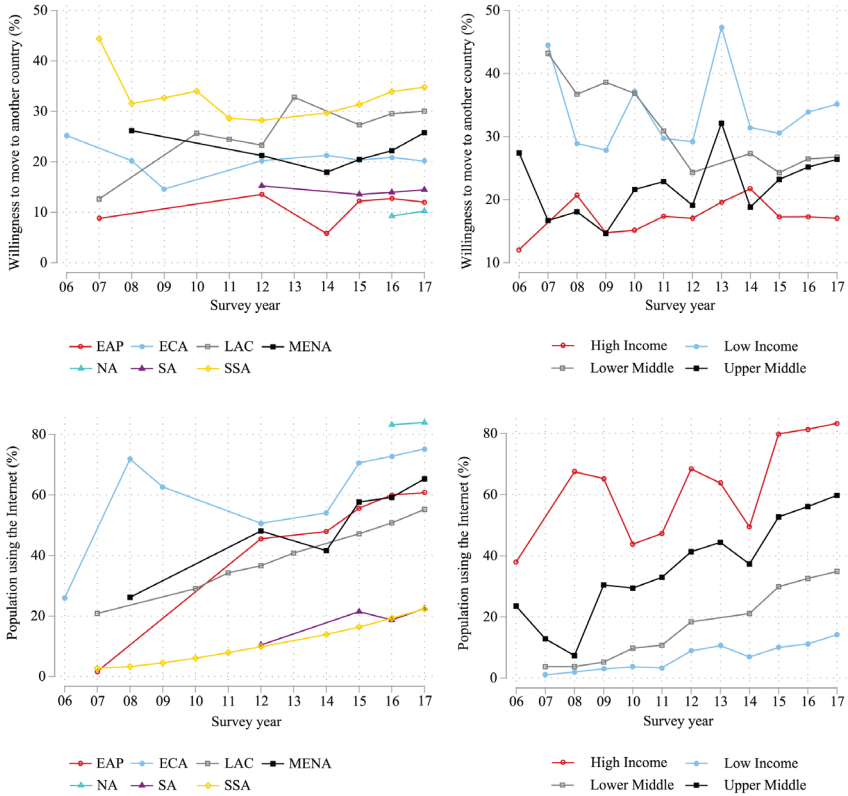 Willingness to move to another country (%)
50
40
30
20
10
0
06 07 08 09 10 11 12 13 14 15 16 17
Survey year
EAP ECA LAC MENA
NA SA SSA
Willingness to move to another country (%)
50
40
30
20
10
06 07 08 09 10 11 12 13 14 15 16 17
Survey year
High Income Low Income
Lower Middle Upper Middle
Population using the Internet (%)
80
60
40
20
0
06 07 08 09 10 11 12 13 14 15 16 17
Survey year
EAP ECA LAC MENA
NA SA SSA
Population using the Internet (%)
80
60
40
20
0
06 07 08 09 10 11 12 13 14 15 16 17
Survey year
High Income Low Income
Lower Middle Upper Middle